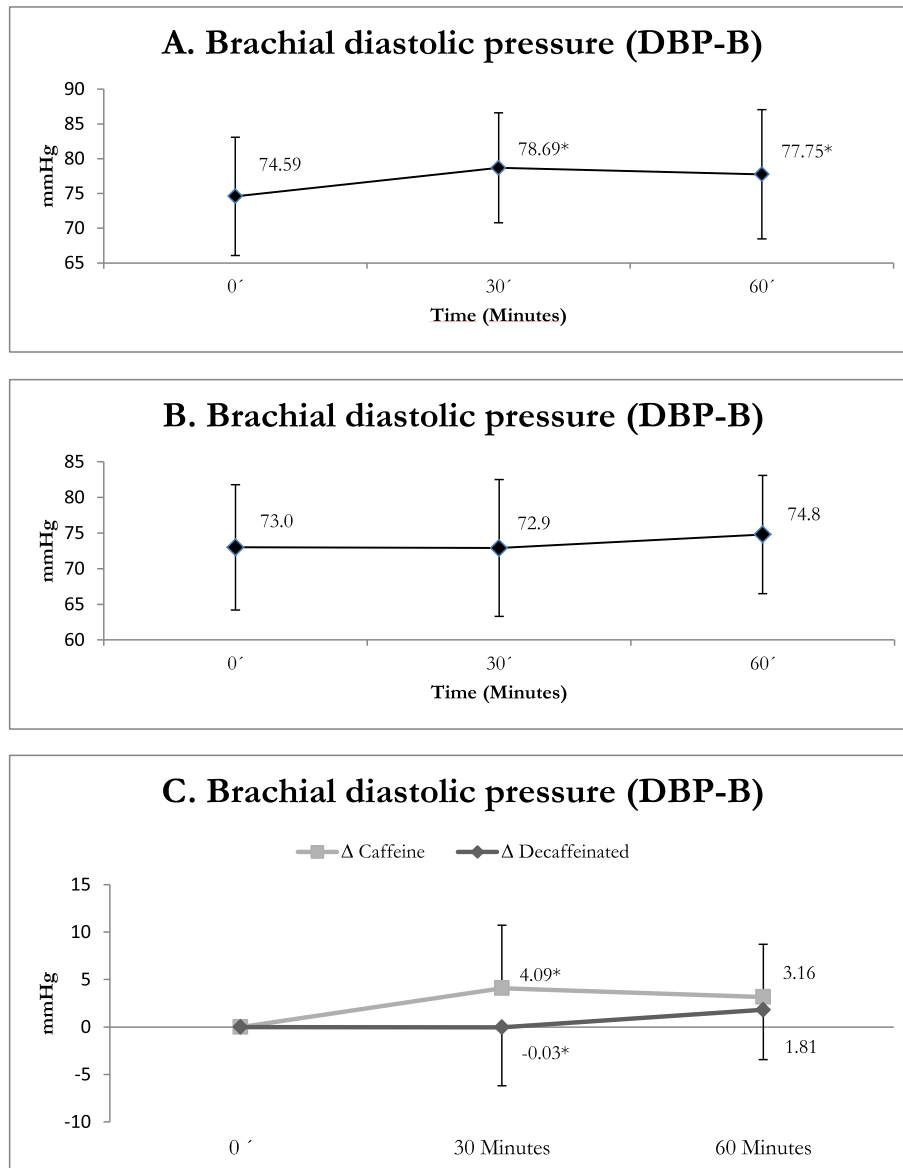 A. Brachial diastolic pressure (DBP-B)
90
85
80
75
70
65
mmHg
74.59
78.69*
77.75*
0´
30´
60´
Time (Minutes)
B. Brachial diastolic pressure (DBP-B)
85
80
75
70
65
60
mmHg
73.0
72.9
74.8
0´
30´
60´
Time (Minutes)
C. Brachial diastolic pressure (DBP-B)
Δ Caffeine
Δ Decaffeinated
15
10
5
0
-5
-10
mmHg
4.09*
3.16
-0.03*
1.81
0 ´
30 Minutes
60 Minutes